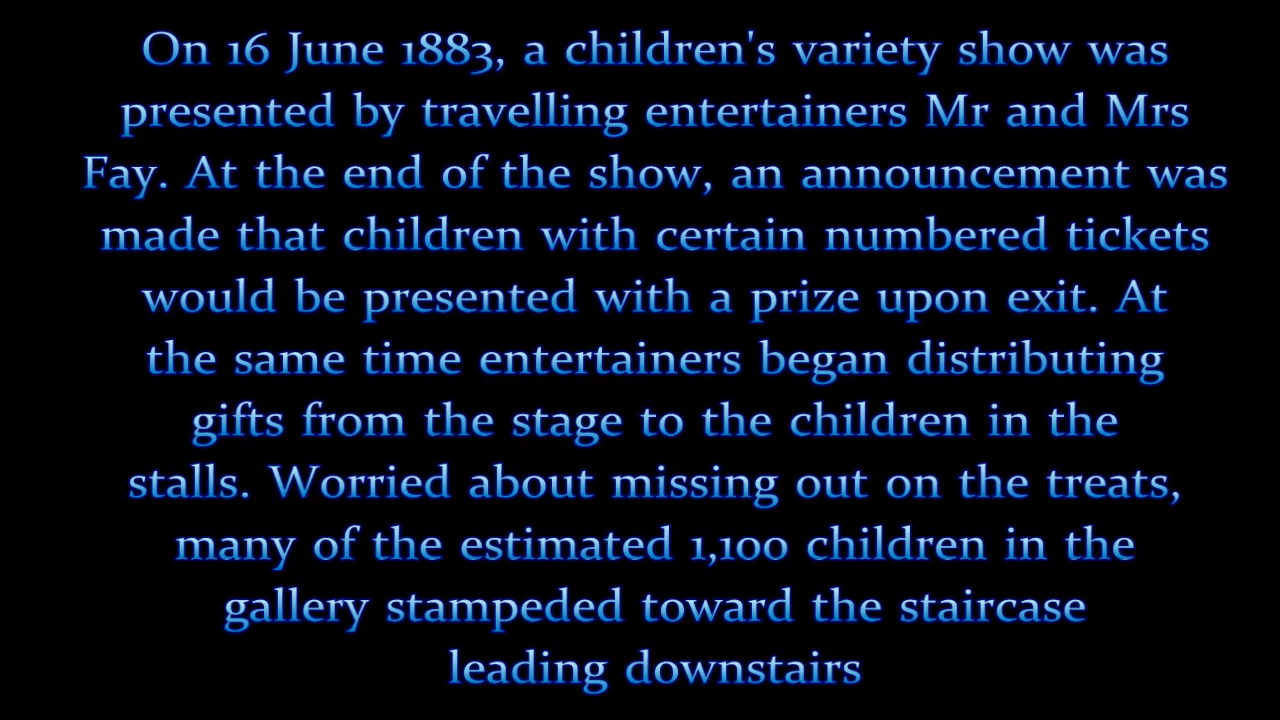 On 16 June 1883, a children's variety show was
presented by travelling entertainers Mr and Mrs
Fay. At the end of the show, an announcement was
made that children with certain numbered tickets
would be presented with a prize upon exit. At
the same time entertainers began distributing
gifts from the stage to the children in the
stalls. Worried about missing out on the treats,
many of the estimated 1,100 children in the
gallery stampeded toward the staircase
leading downstairs